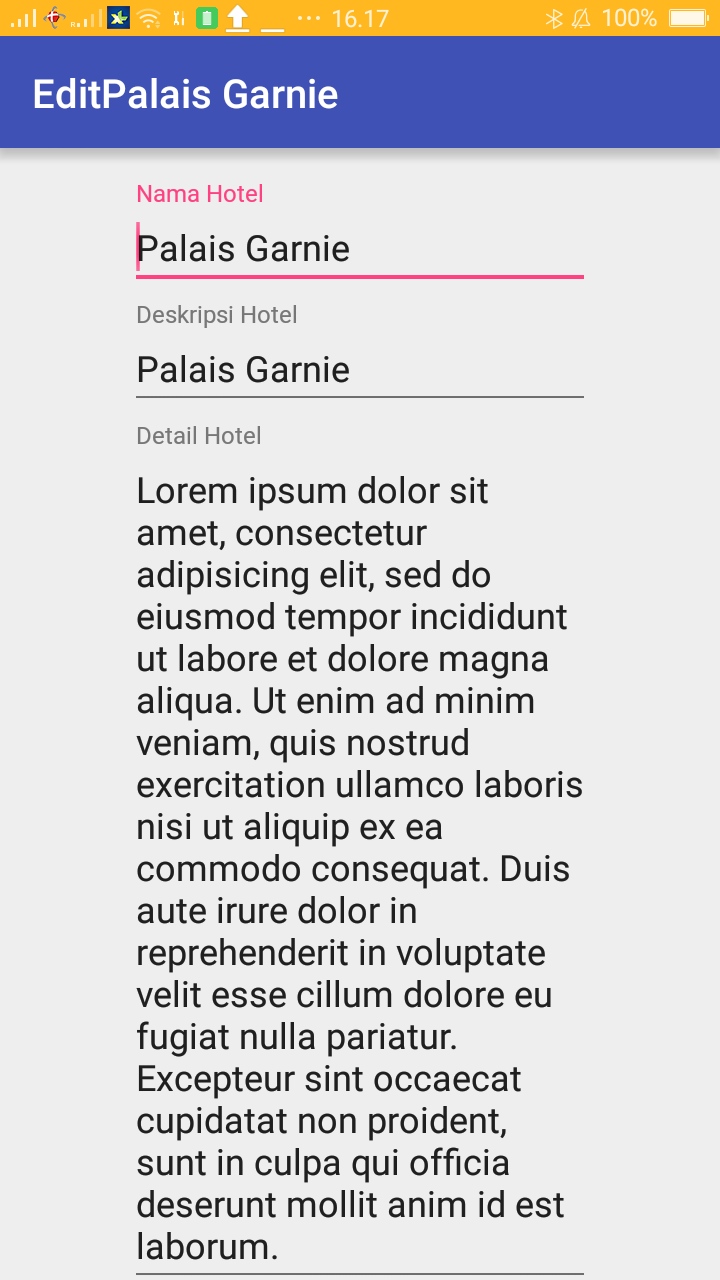 16.17 100%
EditPalais Garnie
Nama Hotel
Palais Garnie
Deskripsi Hotel
Palais Garnie
Detail Hotel
Lorem ipsum dolor sit
amet, consectetur
adipisicing elit, sed do
eiusmod tempor incididunt
ut labore et dolore magna
aliqua. Ut enim ad minim
veniam, quis nostrud
exercitation ullamco laboris
nisi ut aliquip ex ea
commodo consequat. Duis
aute irure dolor in
reprehenderit in voluptate
velit esse cillum dolore eu
fugiat nulla pariatur.
Excepteur sint occaecat
cupidatat non proident,
sunt in culpa qui officia
deserunt mollit anim id est
laborum.